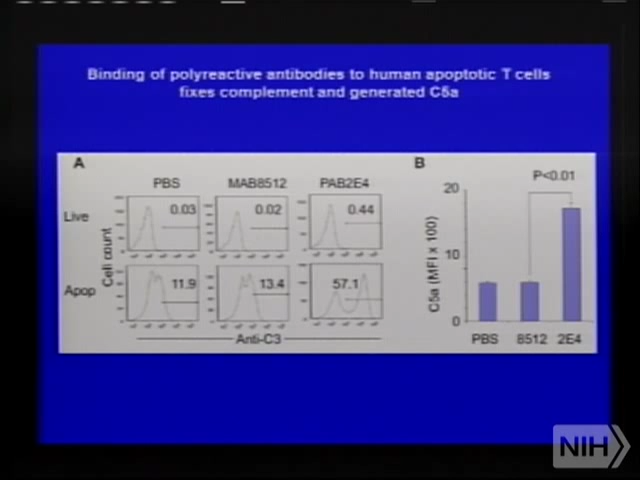 Binding of polyreactive antibodies to human apoptotic T cells
fixes complement and generated C5a
A
B
PBS MAB8512 PAB2E4
P<0.01
Live
0.03 0.02 0.44
Cell count
Apop
11.9 13.4 57.1
Anti-C3
C5a (MFI x 100)
20
10
0
PBS 8512 2E4
NIH